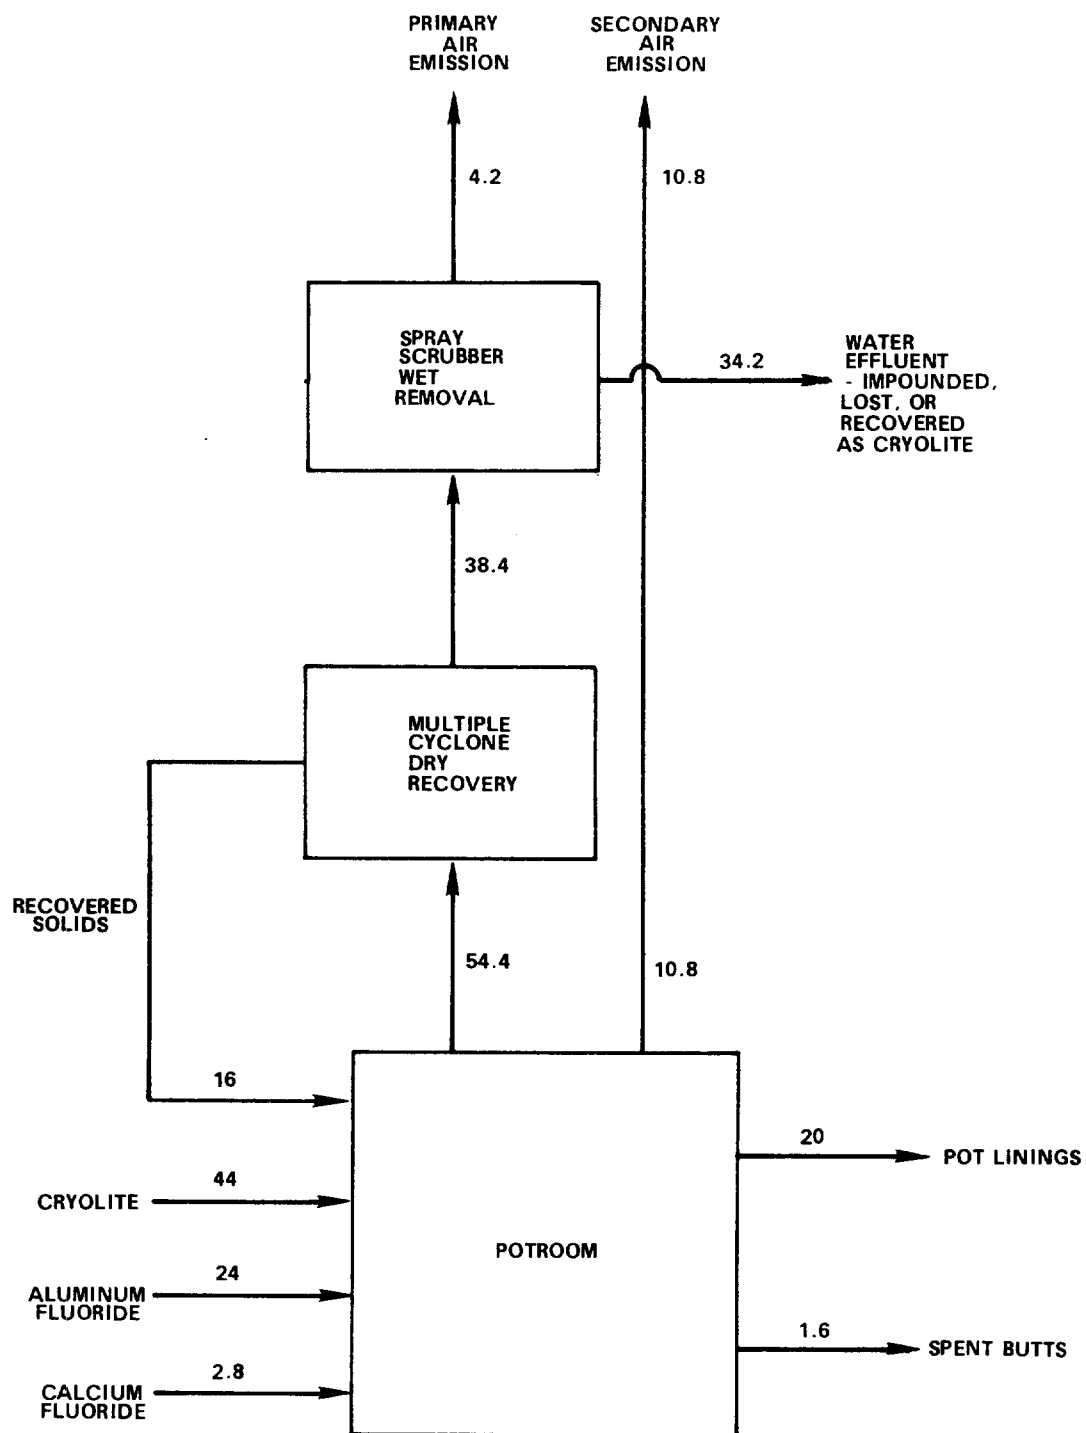 PRIMARY
AIR
EMISSION
SECONDARY
AIR
EMISSION
4.2
10.8
SPRAY
SCRUBBER
WET
REMOVAL
34.2
WATER
EFFLUENT
- IMPOUNDED,
LOST, OR
RECOVERED
AS CRYOLITE
38.4
MULTIPLE
CYCLONE
DRY
RECOVERY
RECOVERED
SOLIDS
54.4
10.8
16
20
POT LININGS
44
CRYOLITE
POTROOM
24
ALUMINUM
FLUORIDE
1.6
SPENT BUTTS
2.8
CALCIUM
FLUORIDE